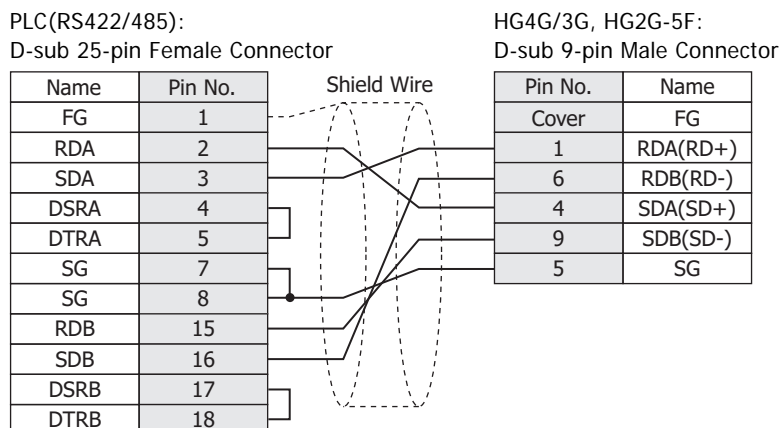 PLC(RS422/485):
D-sub 25-pin Female Connector
HG4G/3G, HG2G-5F:
D-sub 9-pin Male Connector
Name Pin No.
FG 1
RDA 2
SDA 3
DSRA 4
DTRA 5
SG 7
SG 8
RDB 15
SDB 16
DSRB 17
DTRB 18
Shield Wire
Pin No. Name
Cover FG
1 RDA(RD+)
6 RDB(RD-)
4 SDA(SD+)
9 SDB(SD-)
5 SG